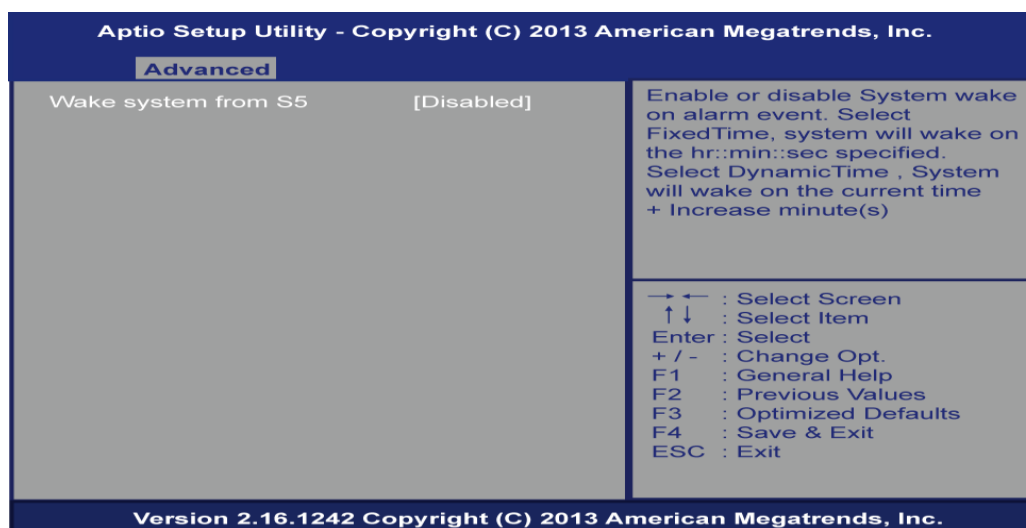 Aptio Setup Utility - Copyright (C) 2013 American Megatrends, Inc.
Advanced
Wake system from S5 [Disabled]
Enable or disable System wake
on alarm event. Select
FixedTime, system will wake on
the hr::min::sec specified.
Select DynamicTime , System
will wake on the current time
+ Increase minute(s)
→ ← : Select Screen
↑ ↓ : Select Item
Enter : Select
+ / - : Change Opt.
F1 : General Help
F2 : Previous Values
F3 : Optimized Defaults
F4 : Save & Exit
ESC : Exit
Version 2.16.1242 Copyright (C) 2013 American Megatrends, Inc.